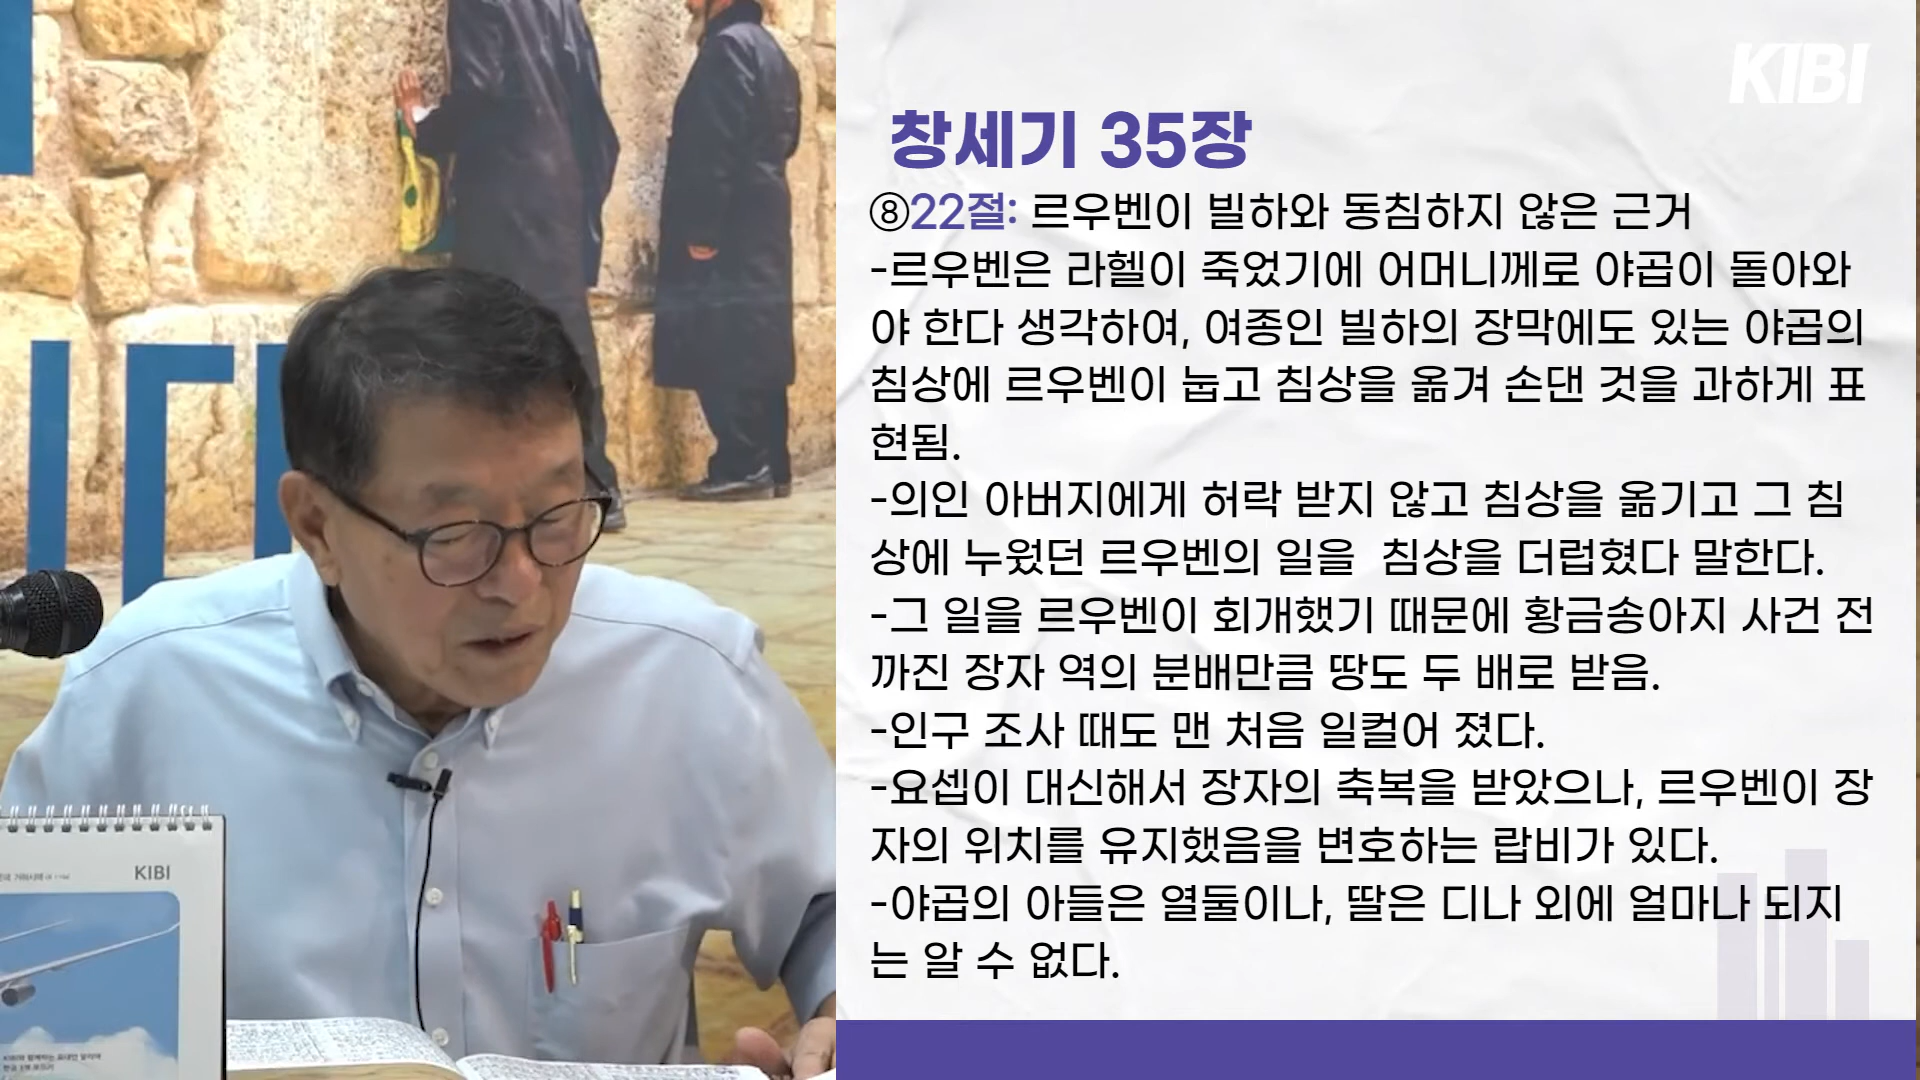 KIBI
창세기 35장
⑧22절: 르우벤이 빌하와 동침하지 않은 근거
-르우벤은 라헬이 죽었기에 어머니께로 야곱이 돌아와
야 한다 생각하여, 여종인 빌하의 장막에도 있는 야곱의
침상에 르우벤이 눕고 침상을 옮겨 손댄 것을 과하게 표
현됨.
-의인 아버지에게 허락 받지 않고 침상을 옮기고 그 침
상에 누웠던 르우벤의 일을  침상을 더럽혔다 말한다.
-그 일을 르우벤이 회개했기 때문에 황금송아지 사건 전
까진 장자 역의 분배만큼 땅도 두 배로 받음.
-인구 조사 때도 맨 처음 일컬어 졌다.
-요셉이 대신해서 장자의 축복을 받았으나, 르우벤이 장
자의 위치를 유지했음을 변호하는 랍비가 있다.
-야곱의 아들은 열둘이나, 딸은 디나 외에 얼마나 되지
는 알 수 없다.
KIBI